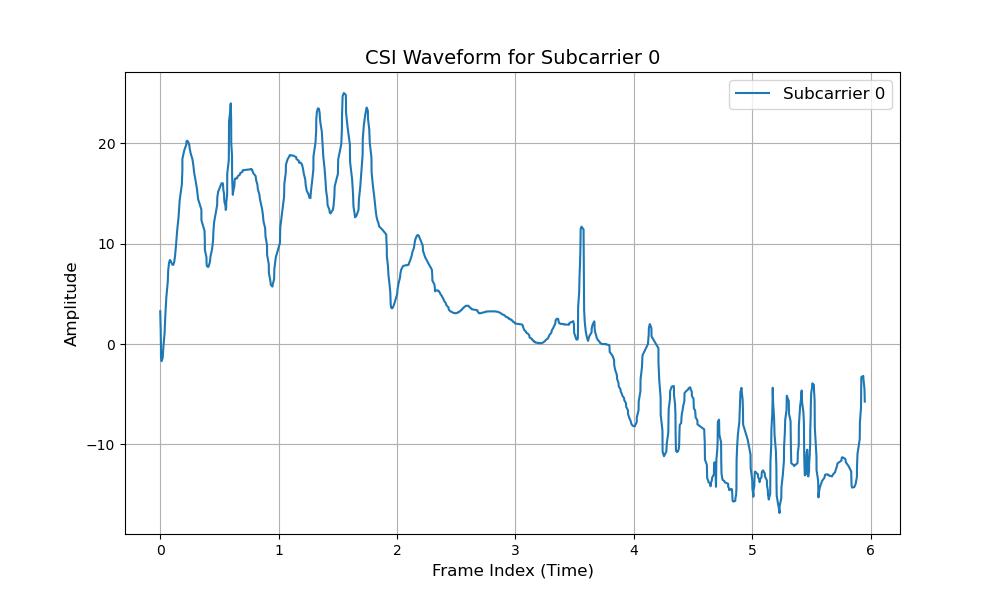 CSI Waveform for Subcarrier 0
Subcarrier 0
20
10
0
−10
Amplitude
0 1 2 3 4 5 6
Frame Index (Time)